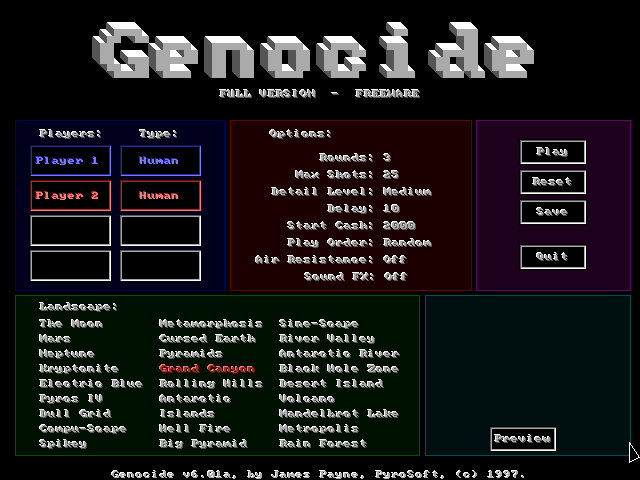 Genocide
FULL VERSION - FREEWARE
Players: Type:
Player 1 Human
Player 2 Human
Options:
Rounds: 3
Max Shots: 25
Detail Level: Medium
Delay: 10
Start Cash: 2000
Play Order: Random
Air Resistance: Off
Sound FX: Off
Play
Reset
Save
Quit
Landscape:
The Moon Metamorphosis Sine-Scape
Mars Cursed Earth River Valley
Neptune Pyramids Antarctic River
Kryptonite Grand Canyon Black Hole Zone
Electric Blue Rolling Hills Desert Island
Pyros IV Antarctic Volcano
Dull Grid Islands Mandelbrot Lake
Compu-Scape Hell Fire Metropolis
Spikey Big Pyramid Rain Forest
Preview
Genocide v6.01a, by James Payne, PyroSoft, (c) 1997.